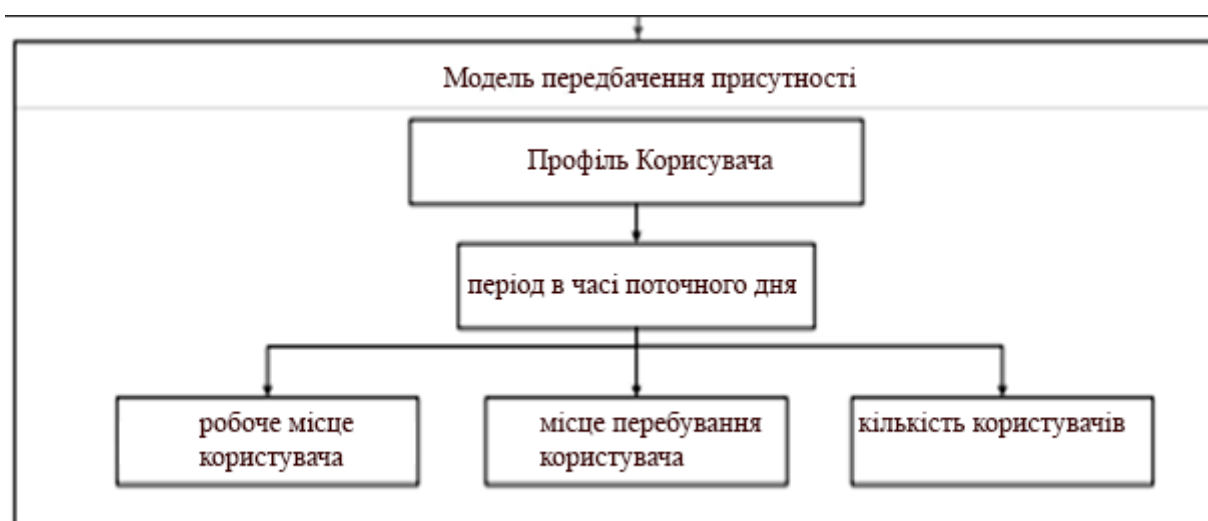 Модель передбачення присутності
Профіль Корисувача
період в часі поточного дня
робоче місце
користувача
місце перебування
користувача
кількість користувачів